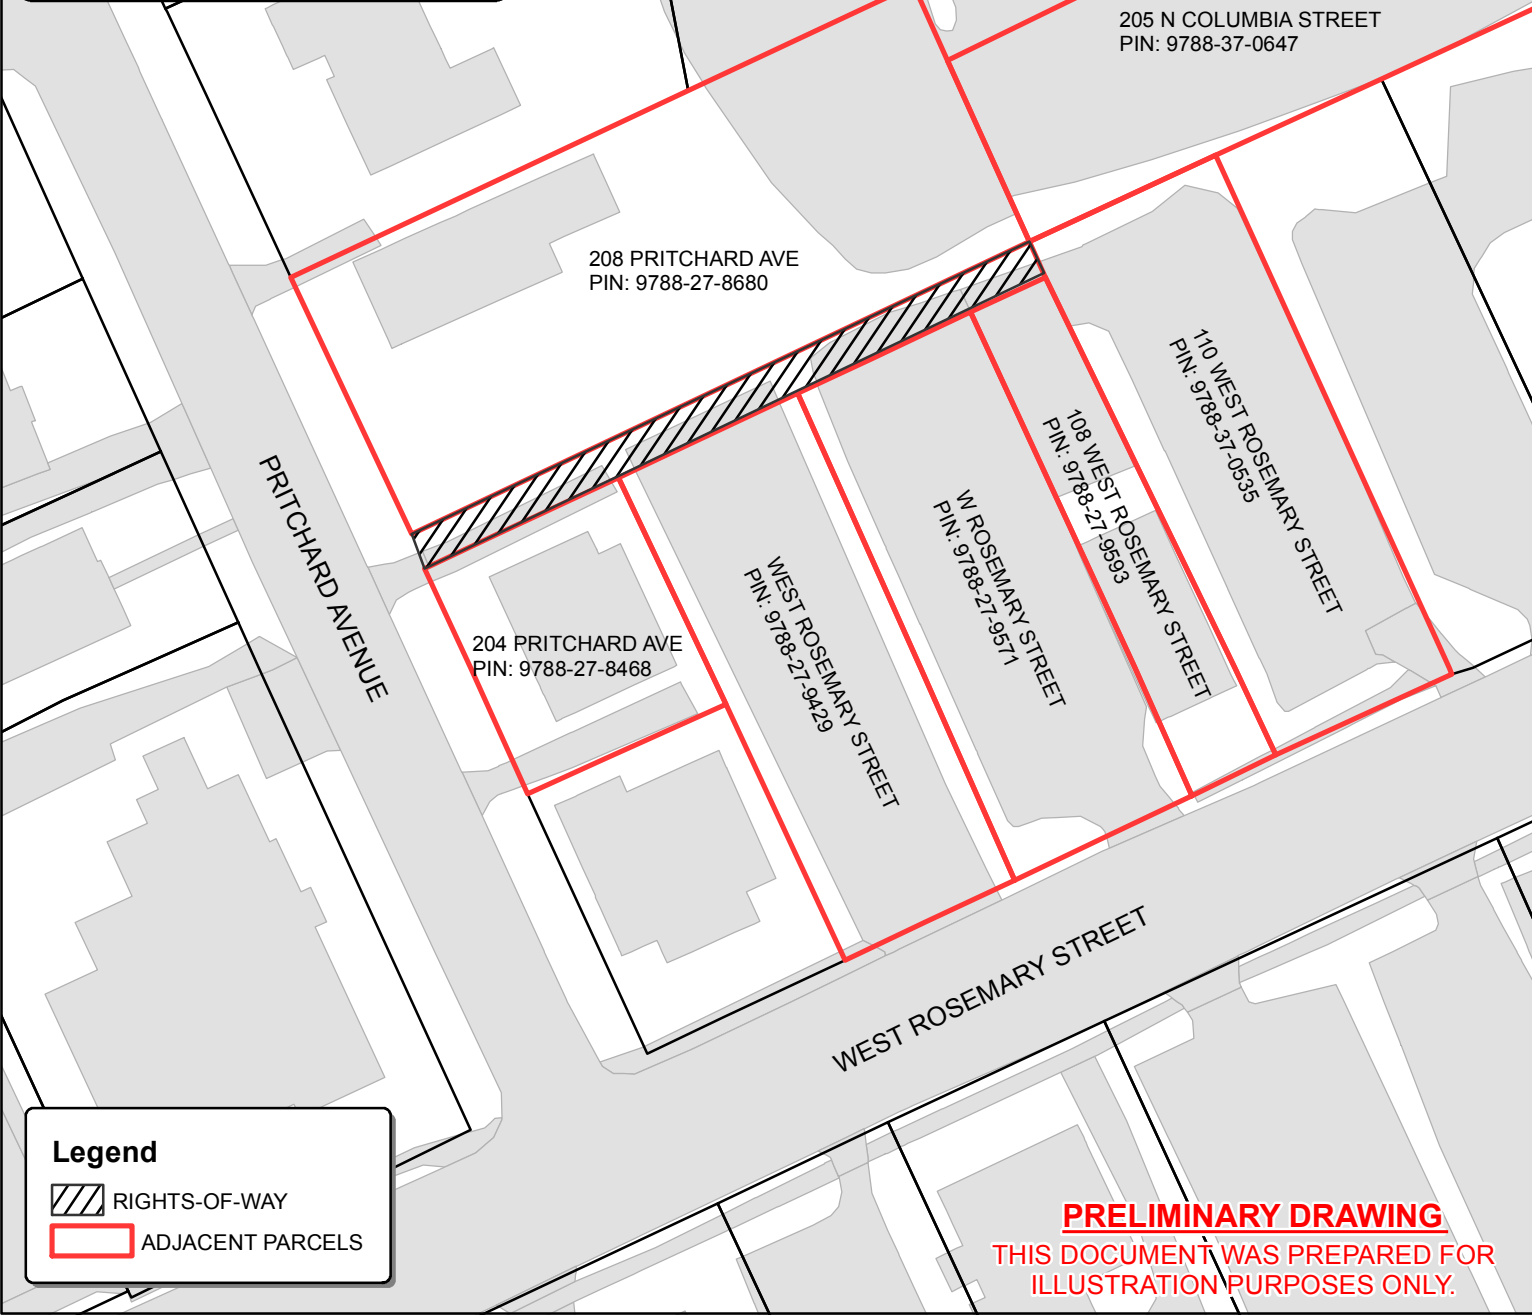 205 N COLUMBIA STREET
PIN: 9788-37-0647
208 PRITCHARD AVE
PIN: 9788-27-8680
110 WEST ROSEMARY STREET
PIN: 9788-37-0535
108 WEST ROSEMARY STREET
PIN: 9788-27-9593
W ROSEMARY STREET
PIN: 9788-27-9571
WEST ROSEMARY STREET
PIN: 9788-27-9429
PRITCHARD AVENUE
204 PRITCHARD AVE
PIN: 9788-27-8468
WEST ROSEMARY STREET
Legend
RIGHTS-OF-WAY
ADJACENT PARCELS
PRELIMINARY DRAWING
THIS DOCUMENT WAS PREPARED FOR
ILLUSTRATION PURPOSES ONLY.